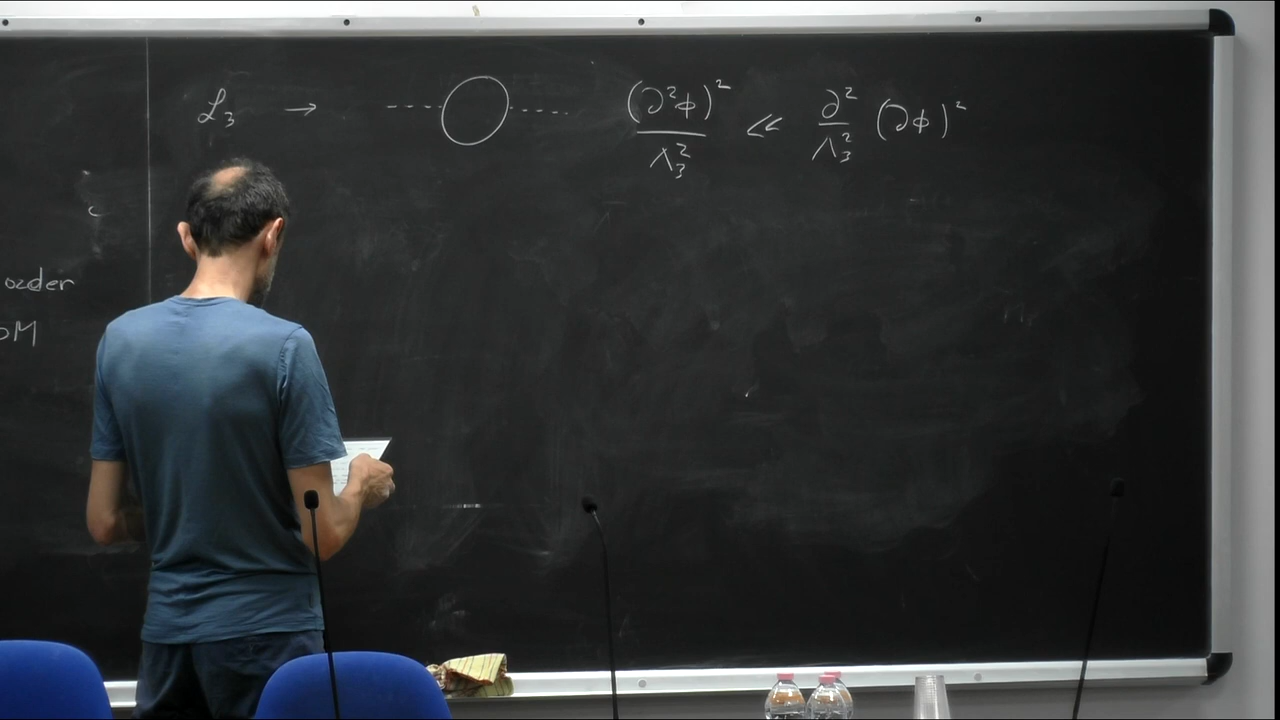 ℒ₃ → (∂²ϕ)² / Λ₃² ≪ ∂² / Λ₃² (∂ϕ)²
order
OM